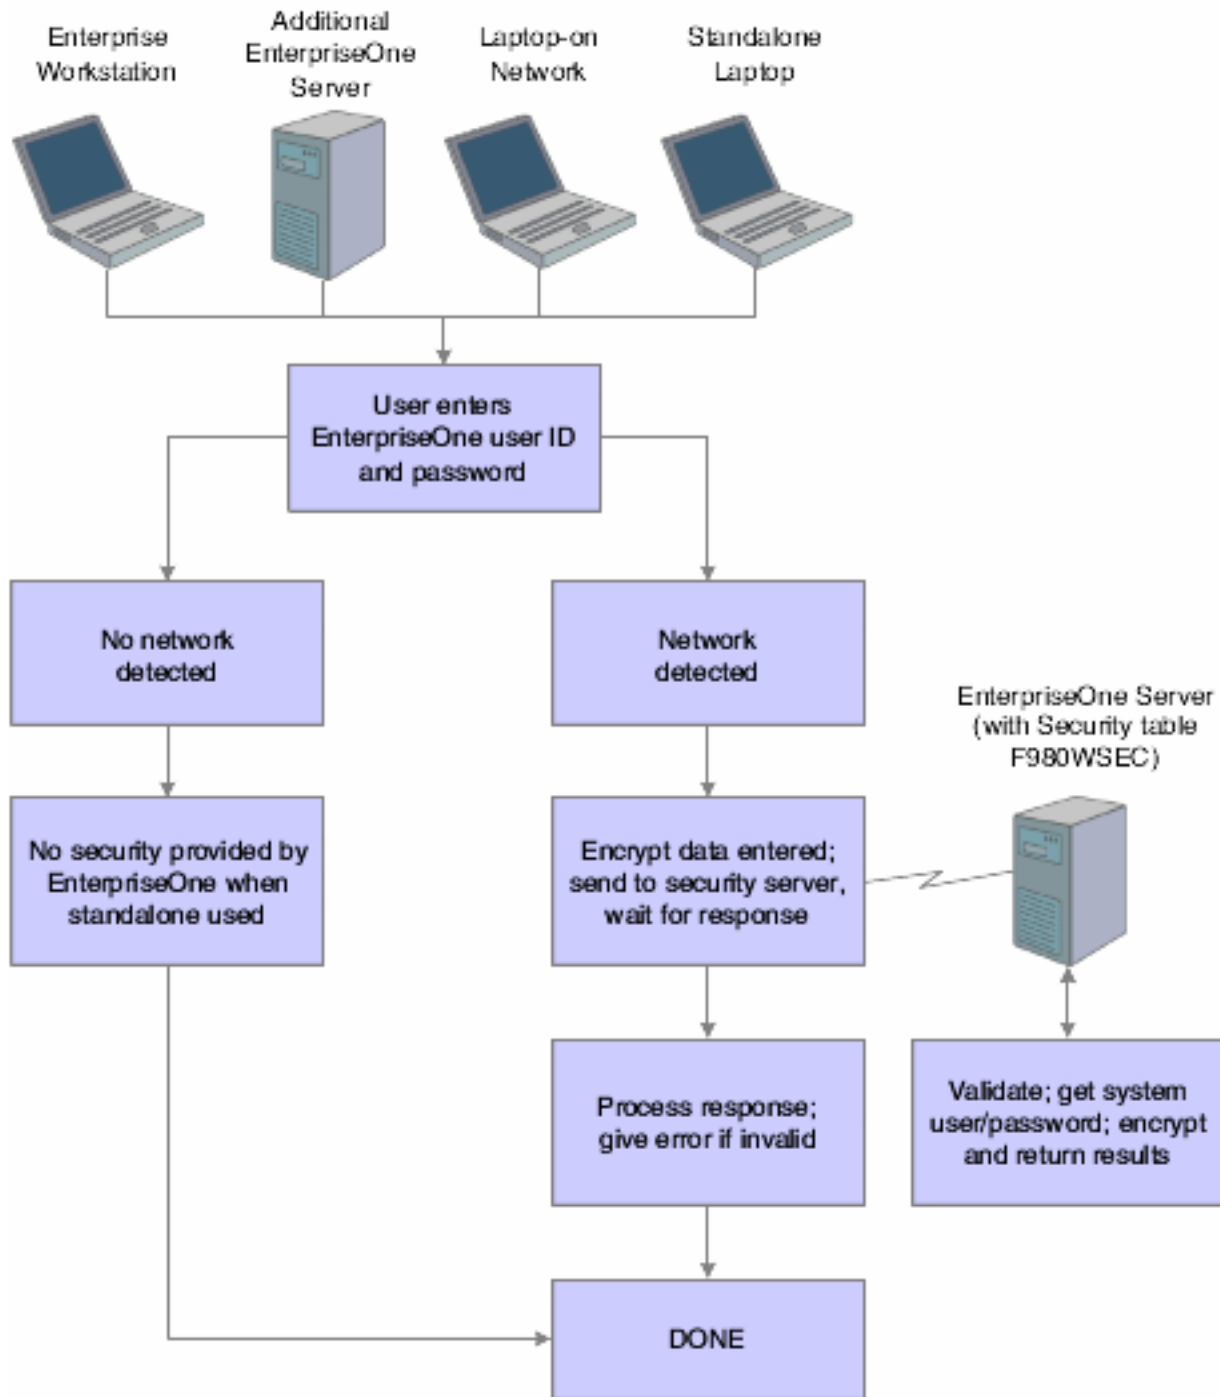 Enterprise
Workstation
Additional
EnterpriseOne
Server
Laptop-on
Network
Standalone
Laptop
User enters
EnterpriseOne user ID
and password
No network
detected
Network
detected
EnterpriseOne Server
(with Security table
F980WSEC)
No security provided by
EnterpriseOne when
standalone used
Encrypt data entered;
send to security server,
wait for response
Process response;
give error if invalid
Validate; get system
user/password; encrypt
and return results
DONE